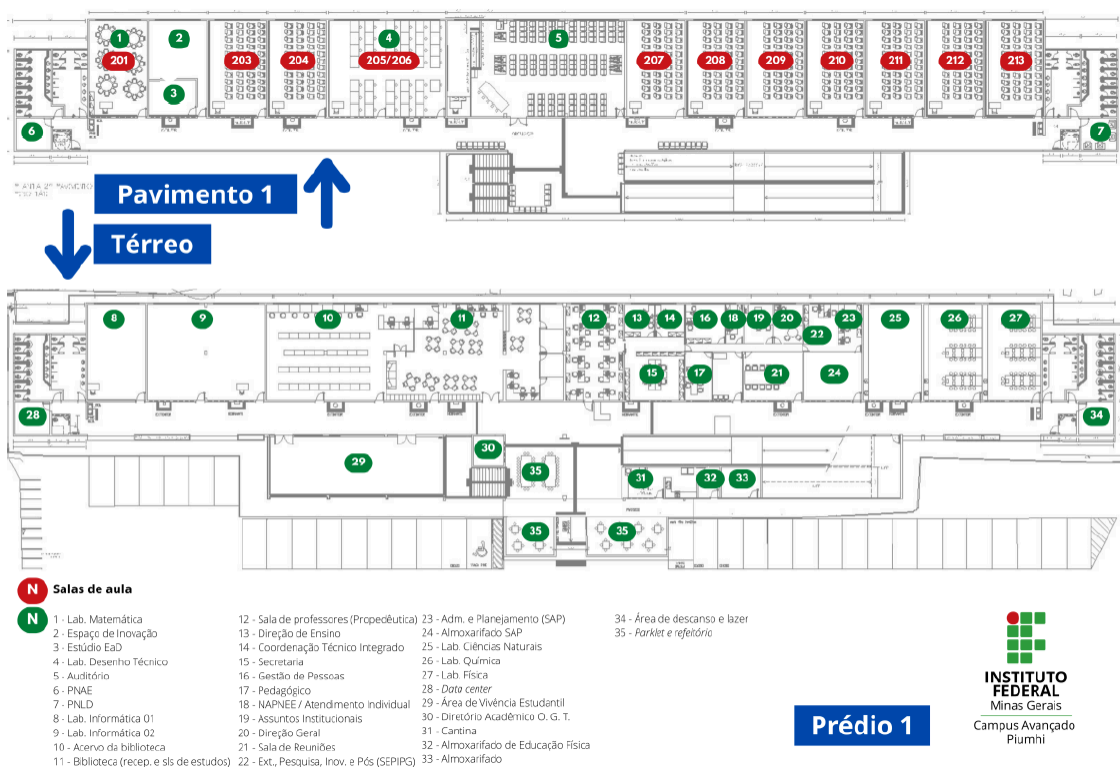 1
2
4
5
201
203
204
205/206
207
208
209
210
211
212
213
3
6
7
Pavimento 1
Térreo
8
9
10
11
12
13
14
16
18
19
20
22
23
25
26
27
15
17
21
24
28
34
29
30
35
31
32
33
35
35
N Salas de aula
N
1 - Lab. Matemática
2 - Espaço de Inovação
3 - Estúdio EaD
4 - Lab. Desenho Técnico
5 - Auditório
6 - PNAE
7 - PNLD
8 - Lab. Informática 01
9 - Lab. Informática 02
10 - Acervo da biblioteca
11 - Biblioteca (recep. e sls de estudos)
12 - Sala de professores (Propedêutica)
13 - Direção de Ensino
14 - Coordenação Técnico Integrado
15 - Secretaria
16 - Gestão de Pessoas
17 - Pedagógico
18 - NAPNEE / Atendimento Individual
19 - Assuntos Institucionais
20 - Direção Geral
21 - Sala de Reuniões
22 - Ext., Pesquisa, Inov. e Pós (SEPIPG)
23 - Adm. e Planejamento (SAP)
24 - Almoxarifado SAP
25 - Lab. Ciências Naturais
26 - Lab. Química
27 - Lab. Física
28 - Data center
29 - Área de Vivência Estudantil
30 - Diretório Acadêmico O. G. T.
31 - Cantina
32 - Almoxarifado de Educação Física
33 - Almoxarifado
34 - Área de descanso e lazer
35 - Parklet e refeitório
Prédio 1
INSTITUTO
FEDERAL
Minas Gerais
Campus Avançado
Piumhi